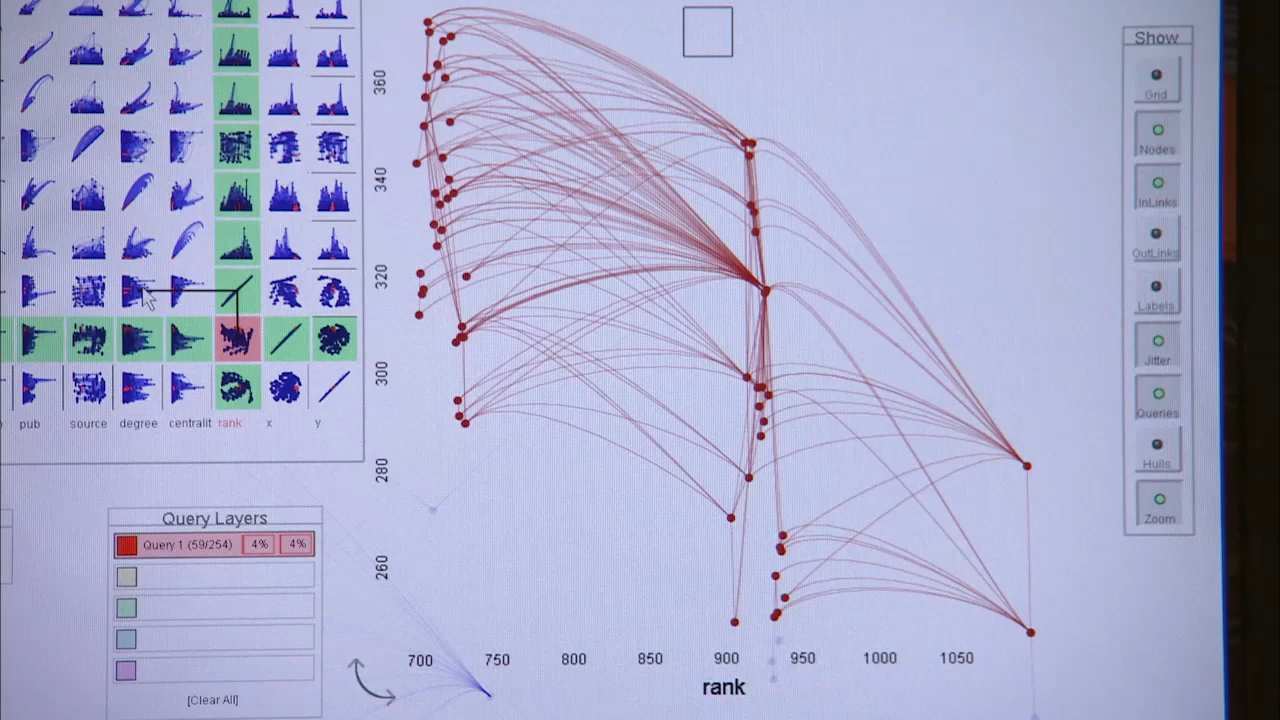 Show
Grid
Nodes
InLinks
OutLinks
Labels
Jitter
Queries
Hulls
Zoom
360
340
320
300
280
260
700 750 800 850 900 950 1000 1050
rank
pub source degree centralit rank x y
Query Layers
Query 1 (59/254) 4% 4%
[Clear All]